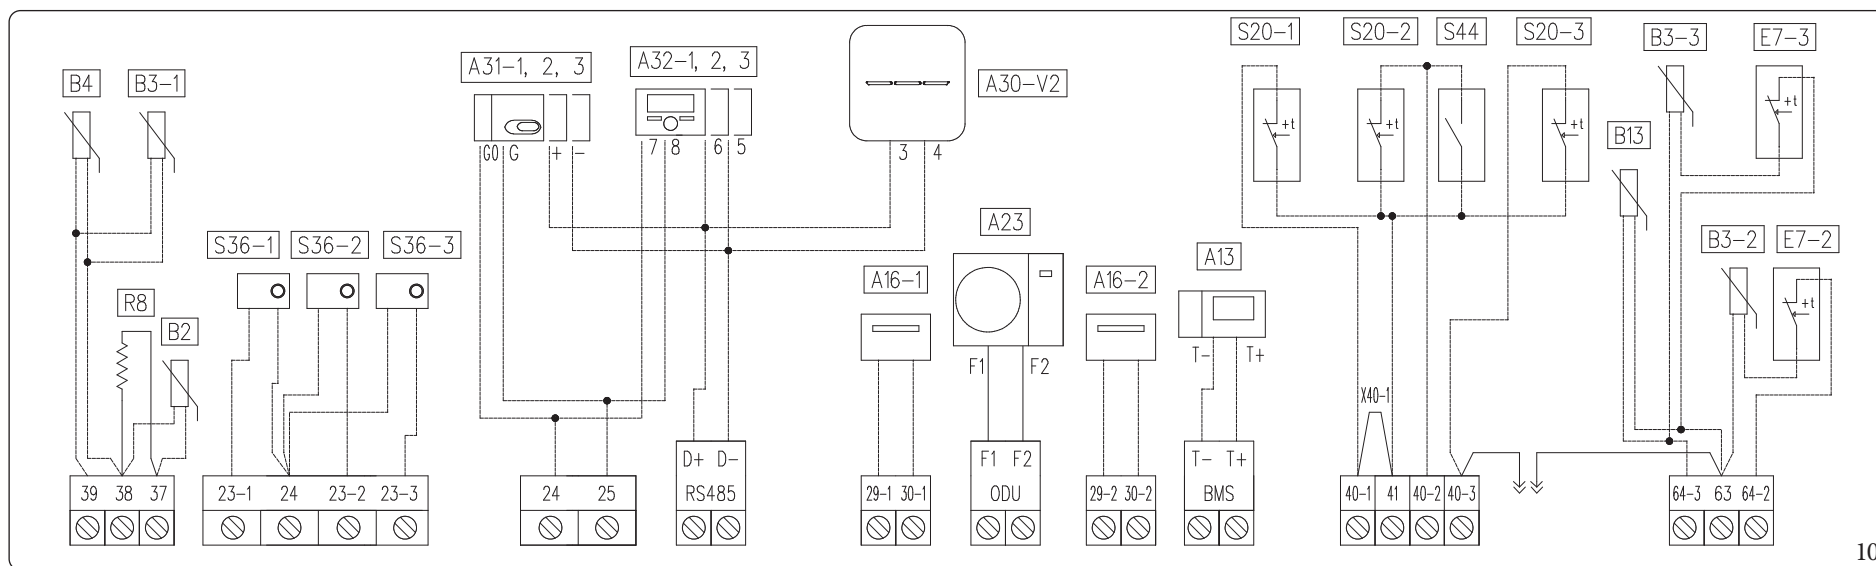 B4
B3-1
A31-1, 2, 3
A32-1, 2, 3
A30-V2
S20-1
S20-2
S44
S20-3
B3-3
E7-3
G0 G + -
7 8 6 5
3 4
+t
+t
+t
+t
B13
S36-1
S36-2
S36-3
A23
A16-1
A16-2
A13
B3-2
E7-2
+t
R8
B2
F1 F2
T- T+
X40-1
D+ D-
F1 F2
T- T+
39 38 37
23-1 24 23-2 23-3
24 25
RS485
29-1 30-1
ODU
29-2 30-2
BMS
40-1 41 40-2 40-3
64-3 63 64-2
10